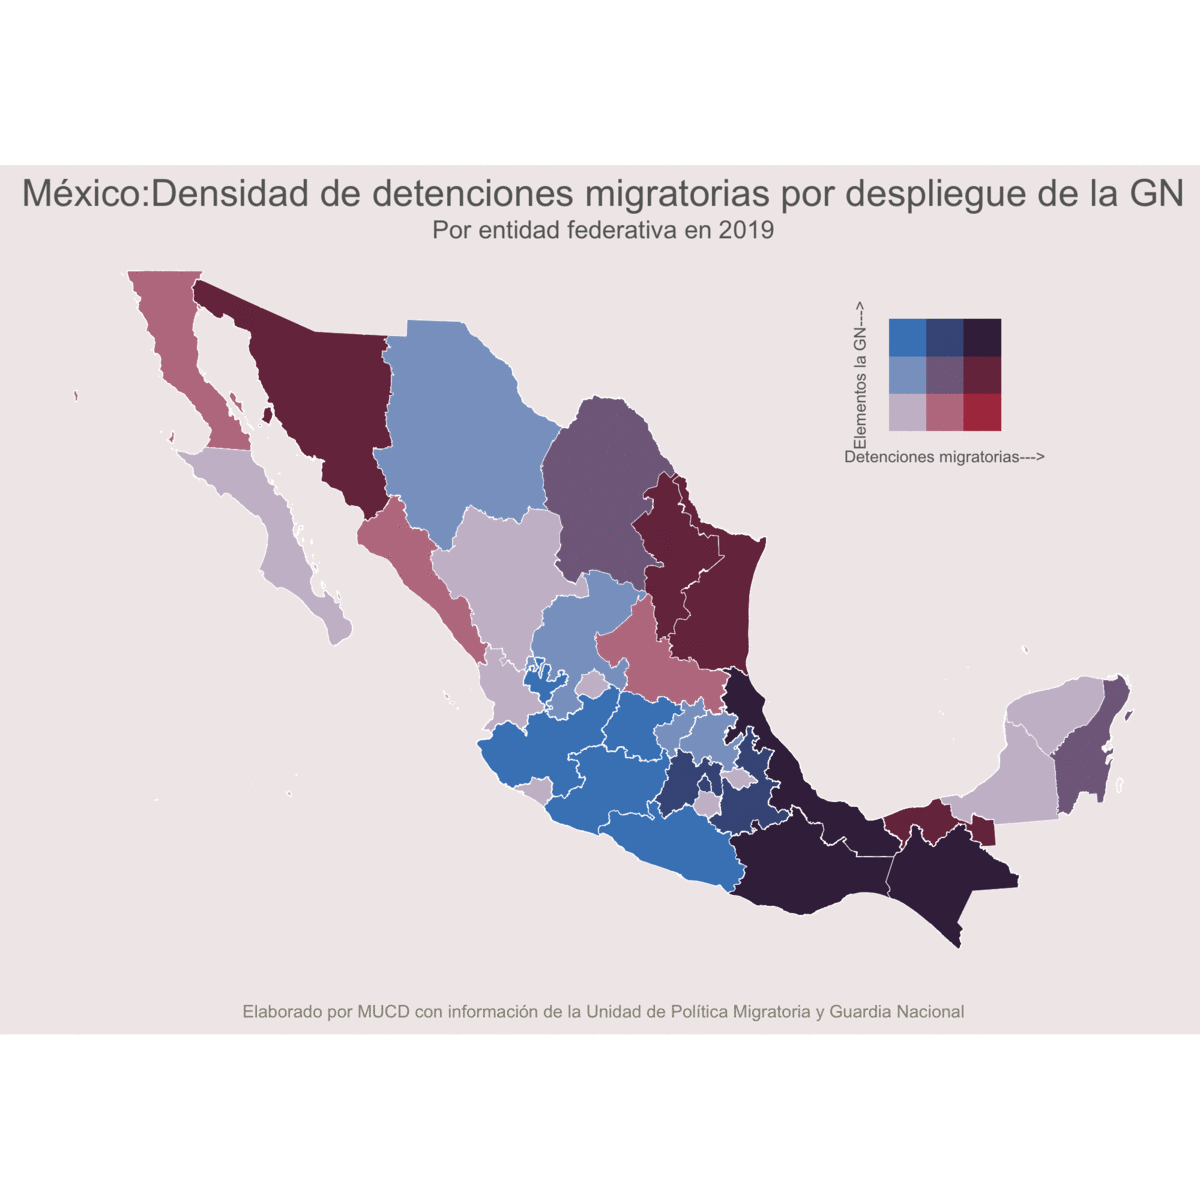 México:Densidad de detenciones migratorias por despliegue de la GN
Por entidad federativa en 2019
Elementos la GN--->
Detenciones migratorias--->
Elaborado por MUCD con información de la Unidad de Política Migratoria y Guardia Nacional